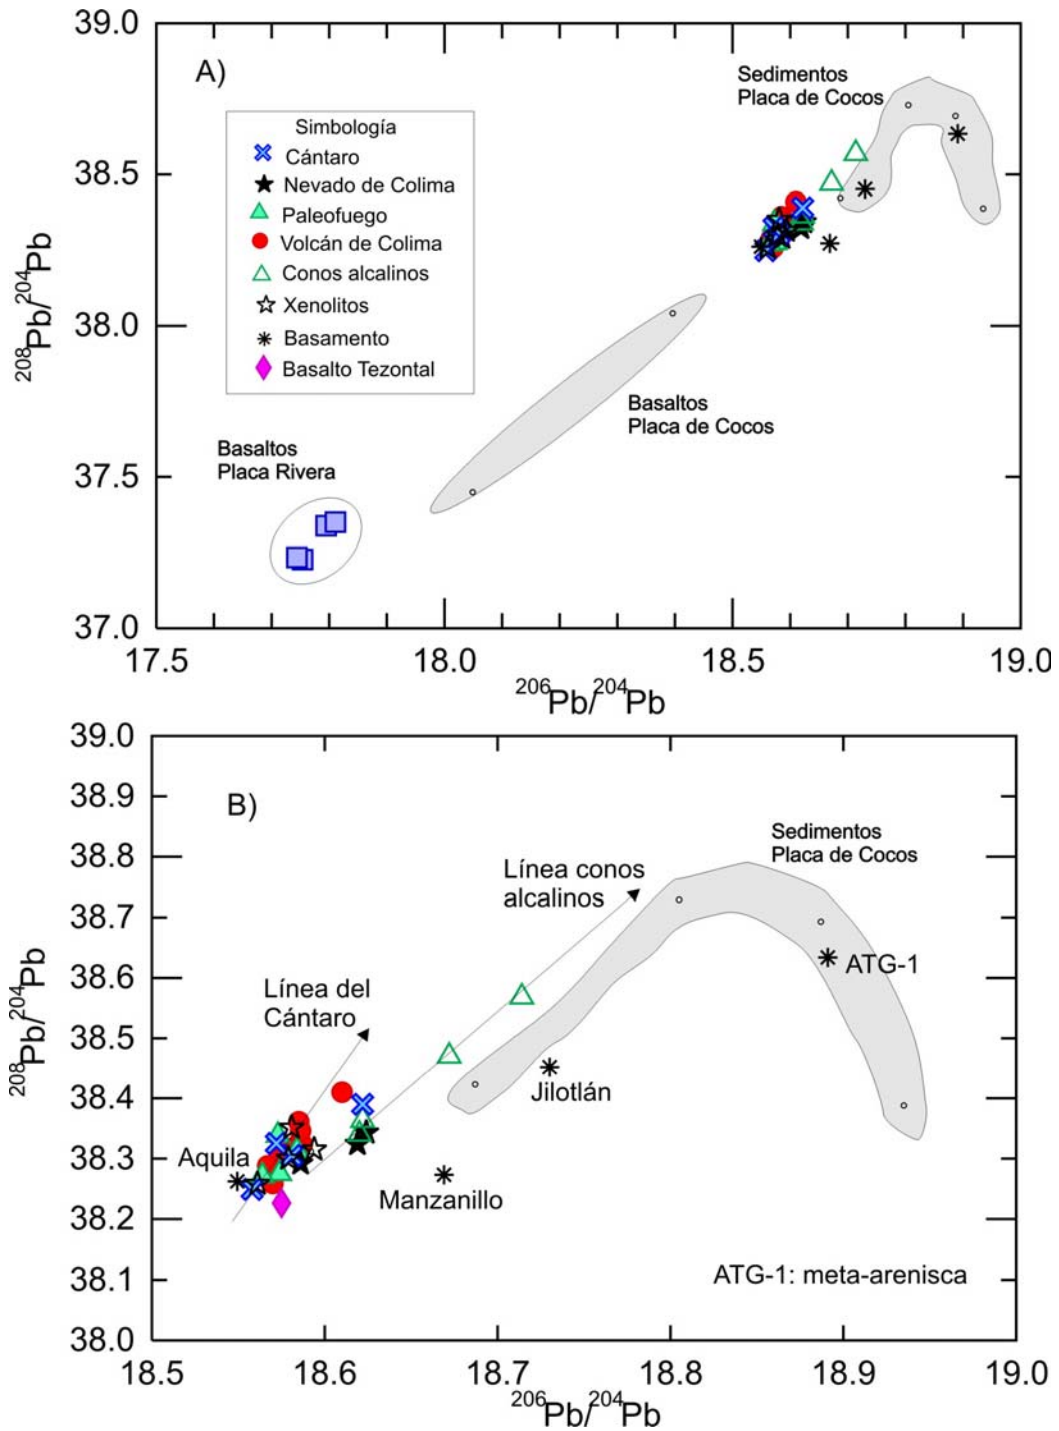 39.0
A)
Sedimentos
Placa de Cocos
Simbología
Cántaro
Nevado de Colima
Paleofuego
Volcán de Colima
Conos alcalinos
Xenolitos
Basamento
Basalto Tezontal
38.5
208Pb/204Pb
38.0
Basaltos
Placa de Cocos
Basaltos
Placa Rivera
37.5
37.0
17.5 18.0 18.5 19.0
206Pb/204Pb
39.0
38.9
38.8
38.7
38.6
38.5
38.4
38.3
38.2
38.1
38.0
B)
Sedimentos
Placa de Cocos
Línea conos
alcalinos
ATG-1
Línea del
Cántaro
208Pb/204Pb
Jilotlán
Aquila
Manzanillo
ATG-1: meta-arenisca
18.5 18.6 18.7 18.8 18.9 19.0
206Pb/204Pb